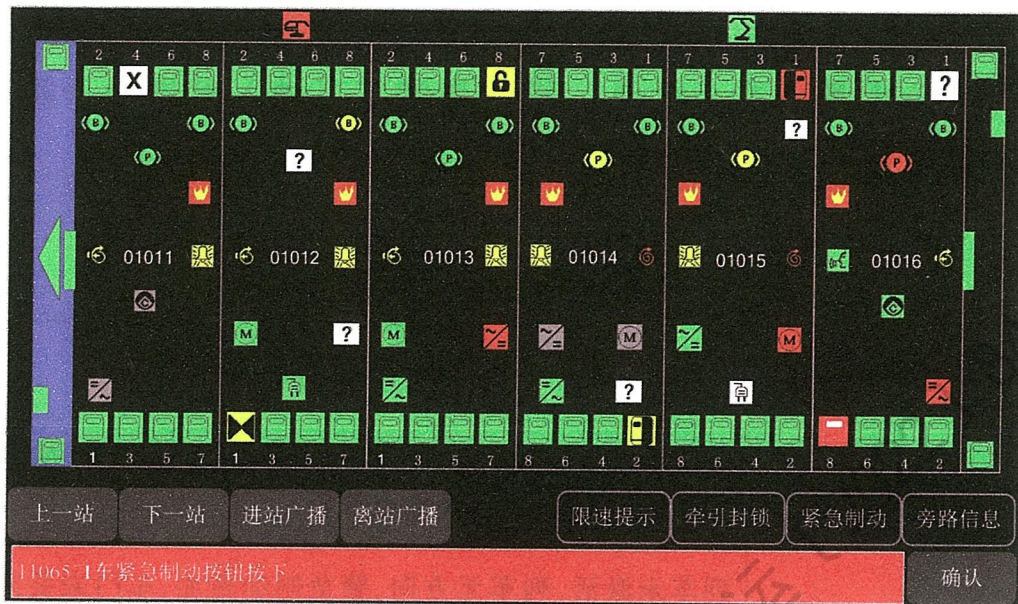 2 4 6 8 2 4 6 8 2 4 6 8 7 5 3 1 7 5 3 1 7 5 3 1
X ?
B B B B B B B B B ? B B
P ? P P P P
01011 01012 01013 01014 01015 01016
M ? M M M
?
1 3 5 7 1 3 5 7 1 3 5 7 8 6 4 2 8 6 4 2 8 6 4 2
上一站 下一站 进站广播 离站广播 限速提示 牵引封锁 紧急制动 旁路信息
11065 1车紧急制动按钮按下 确认